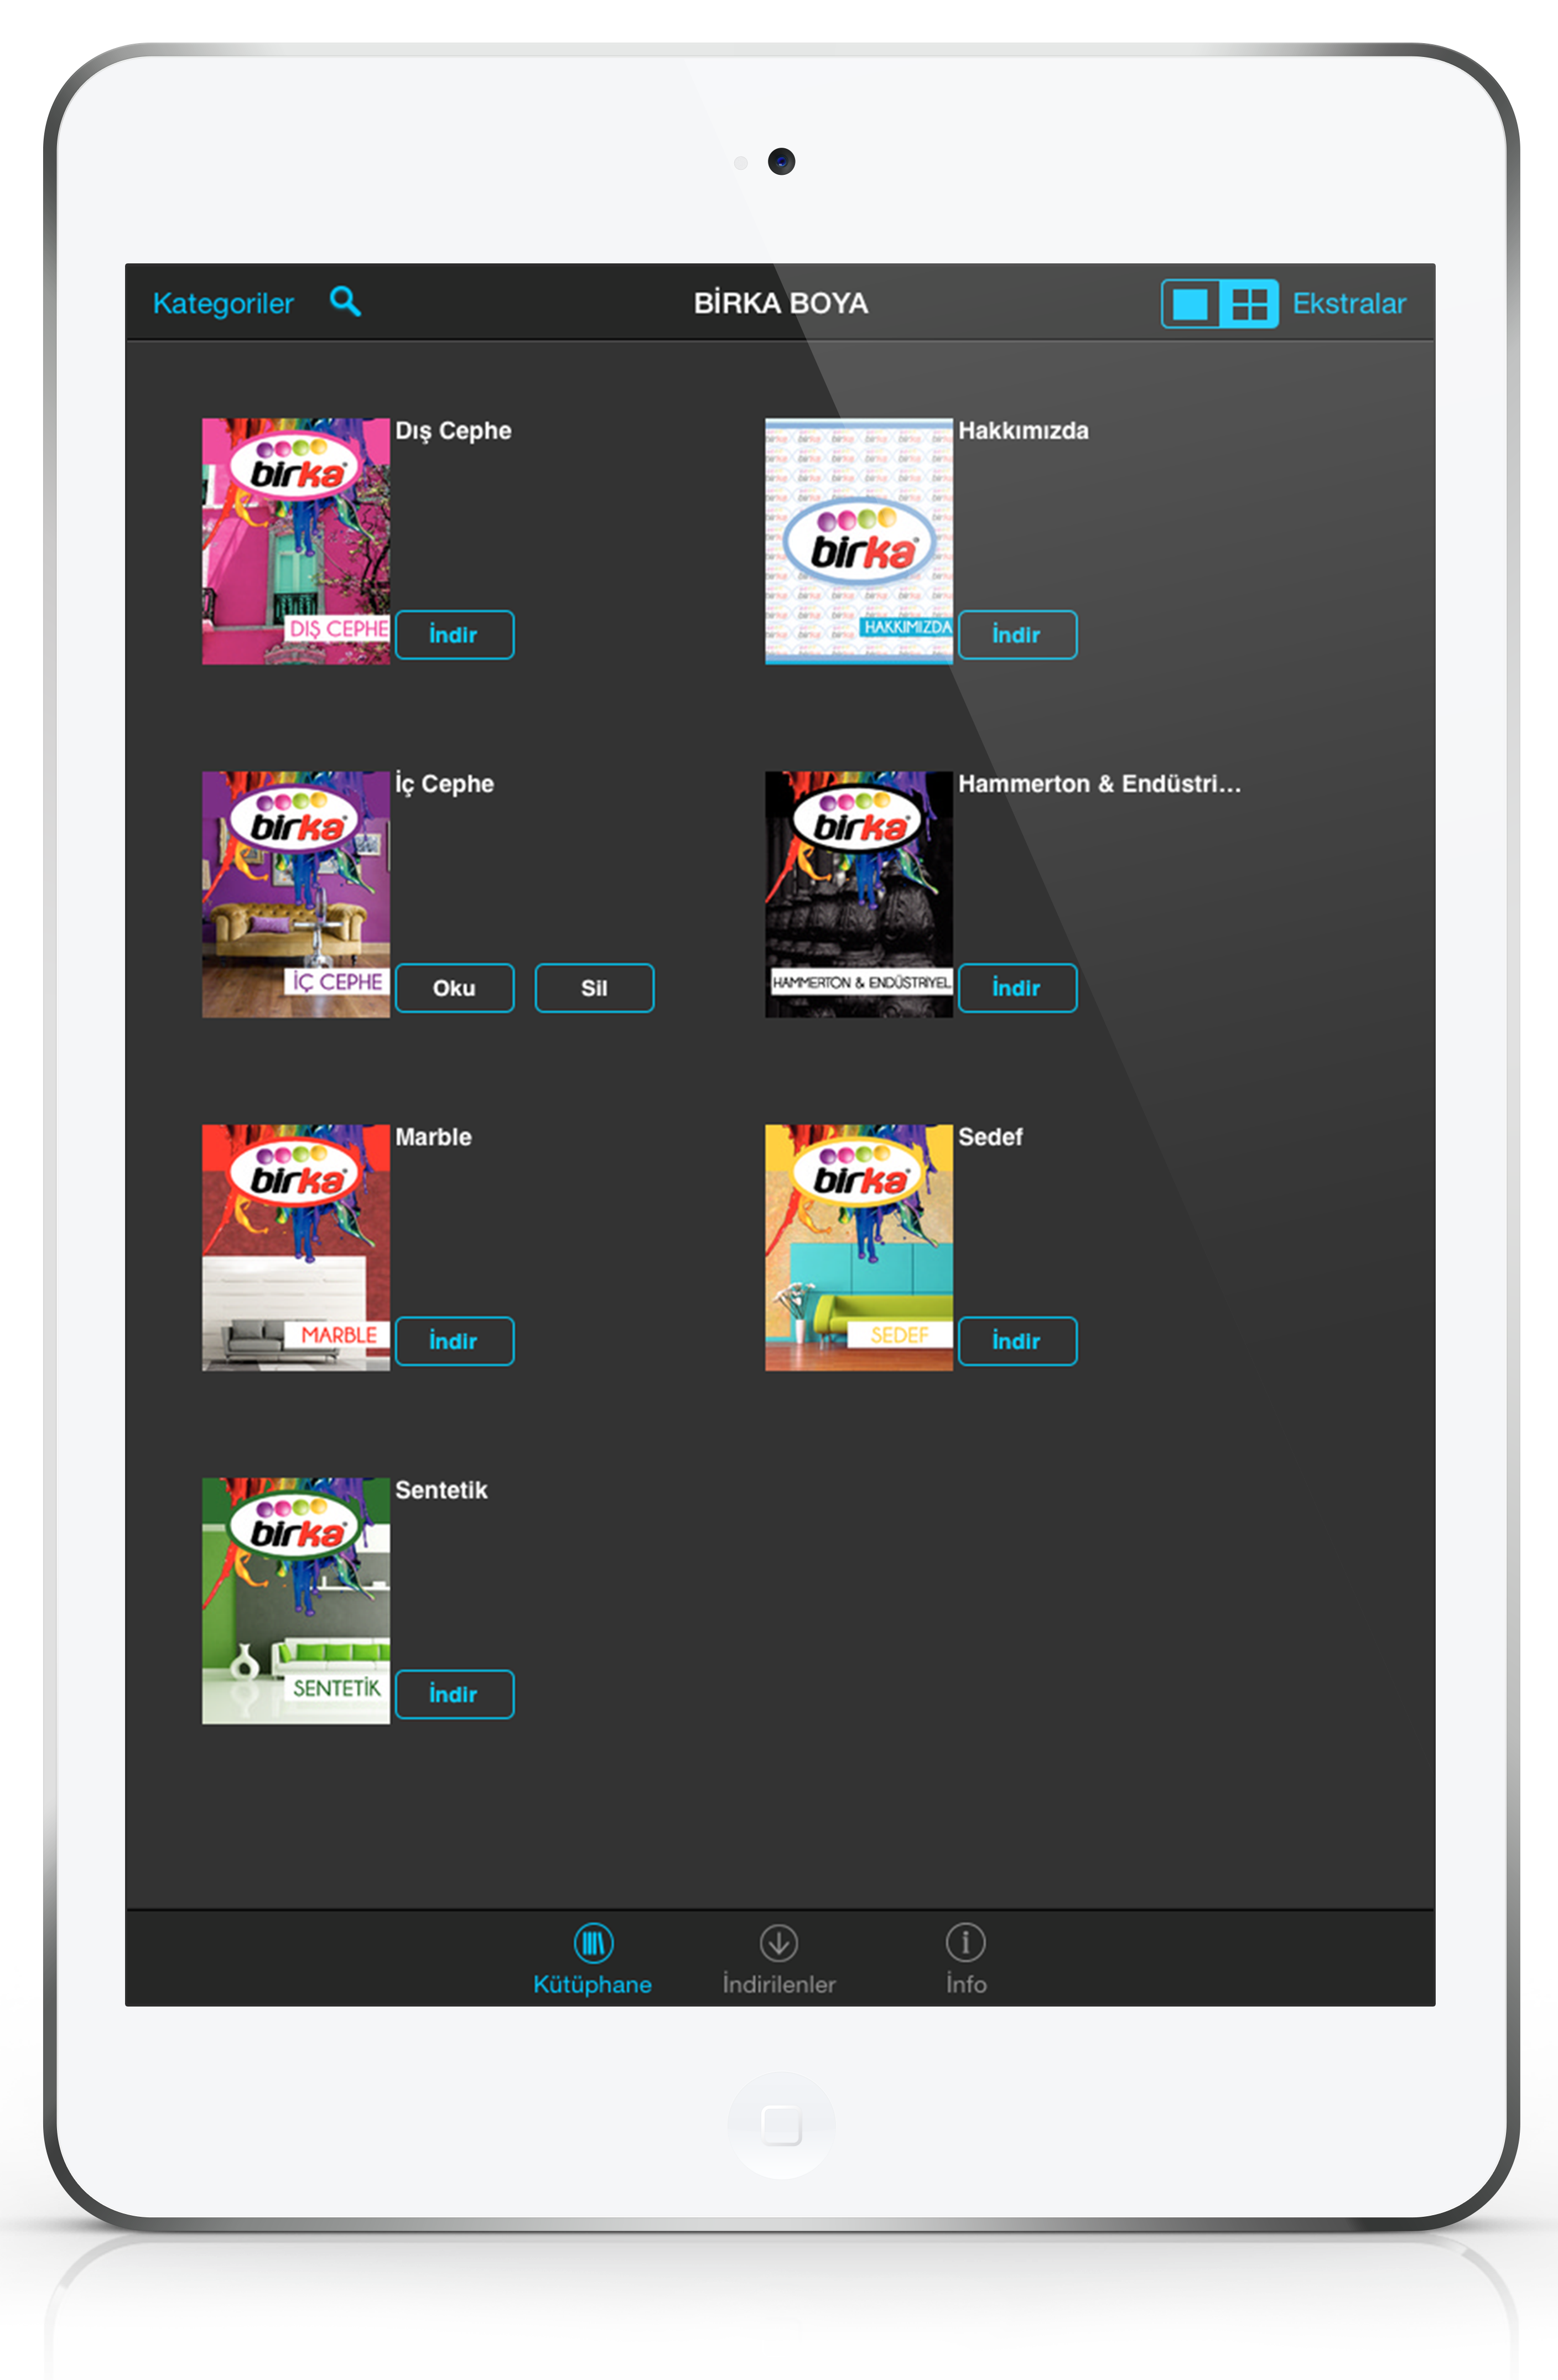 Kategoriler
BİRKA BOYA
Ekstralar
birka
DIŞ CEPHE
Dış Cephe
İndir
birka
HAKKIMIZDA
Hakkımızda
İndir
birka
İÇ CEPHE
İç Cephe
Oku
Sil
birka
HAMMERTON & ENDÜSTRİYEL
Hammerton & Endüstri...
İndir
birka
MARBLE
Marble
İndir
birka
SEDEF
Sedef
İndir
birka
SENTETİK
Sentetik
İndir
Kütüphane
İndirilenler
İnfo